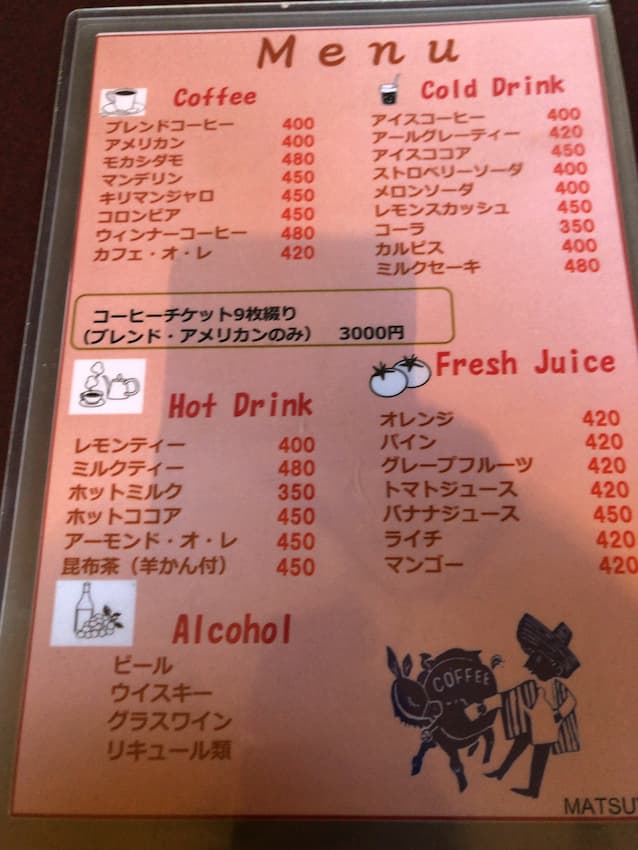 Menu
Coffee
ブレンドコーヒー 400
アメリカン 400
モカシダモ 480
マンデリン 450
キリマンジャロ 450
コロンビア 450
ウィンナーコーヒー 480
カフェ・オ・レ 420
コーヒーチケット9枚綴り
（ブレンド・アメリカンのみ） 3000円
Hot Drink
レモンティー 400
ミルクティー 480
ホットミルク 350
ホットココア 450
アーモンド・オ・レ 450
昆布茶（羊かん付） 450
Alcohol
ビール
ウイスキー
グラスワイン
リキュール類
Cold Drink
アイスコーヒー 400
アールグレーティー 420
アイスココア 450
ストロベリーソーダ 400
メロンソーダ 400
レモンスカッシュ 450
コーラ 350
カルピス 400
ミルクセーキ 480
Fresh Juice
オレンジ 420
パイン 420
グレープフルーツ 420
トマトジュース 420
バナナジュース 450
ライチ 420
マンゴー 420
COFFEE